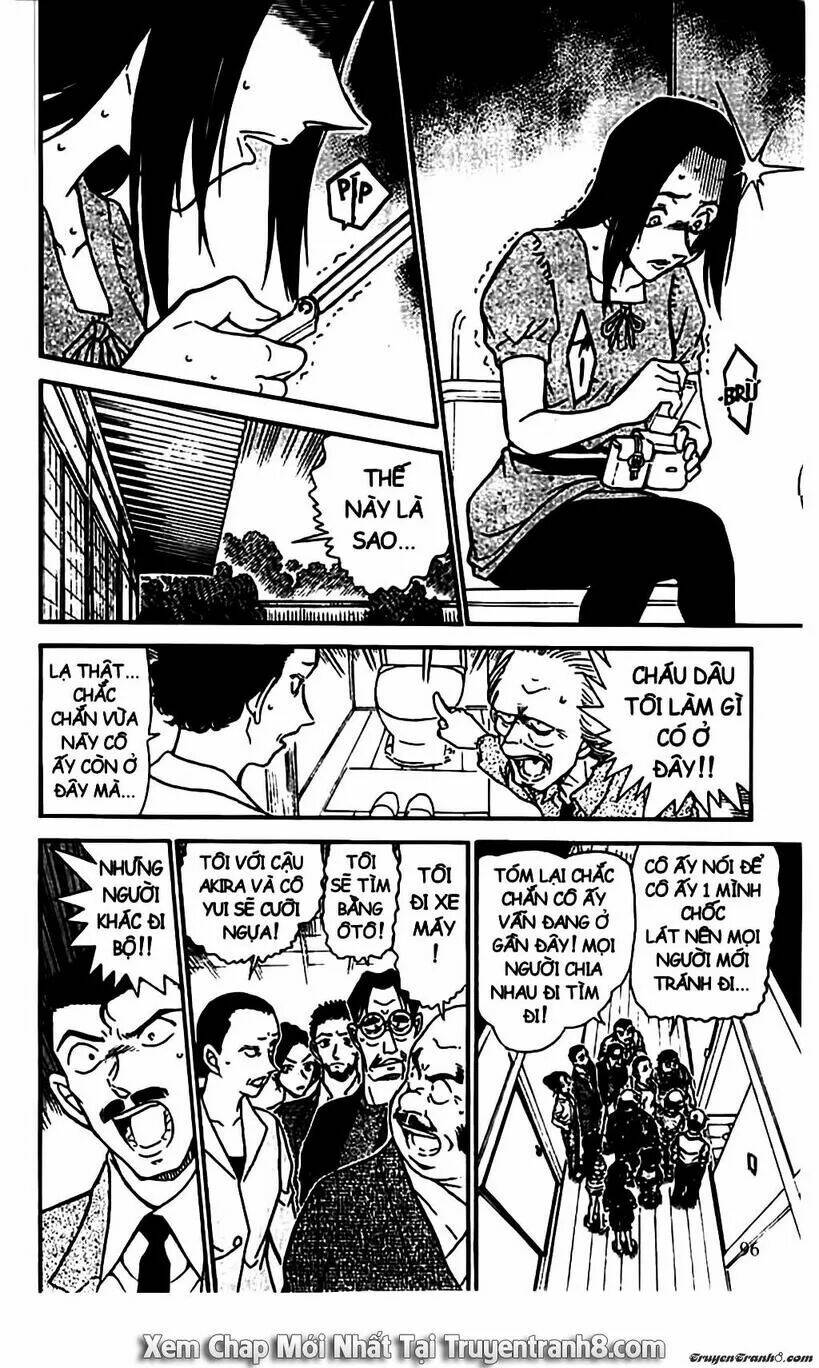 BRỪ
PÍP
THẾ
NÀY LÀ
SAO...
CHÁU DÂU
TÔI LÀM GÌ
CÓ Ở
ĐÂY!!
LẠ THẬT...
CHẮC
CHẮN VỪA
NÃY CÔ
ẤY CÒN Ở
ĐÂY MÀ...
CÔ ẤY NÓI ĐỂ
CÔ ẤY 1 MÌNH
CHỐC
LÁT NÊN MỌI
NGƯỜI MỚI
TRÁNH ĐI...
TÓM LẠI CHẮC
CHẮN CÔ ẤY
VẪN ĐANG Ở
GẦN ĐÂY! MỌI
NGƯỜI CHIA
NHAU ĐI TÌM
ĐI!
TÔI
ĐI XE
MÁY
!
TÔI
SẼ TÌM
BẰNG
ÔTÔ!
TÔI VỚI CẬU
AKIRA VÀ CÔ
YUI SẼ CƯỠI
NGỰA!
NHỮNG
NGƯỜI
KHÁC ĐI
BỘ!!
96
Xem Chap Mới Nhất Tại Truyentranh8.com
TruyenTranh8.com